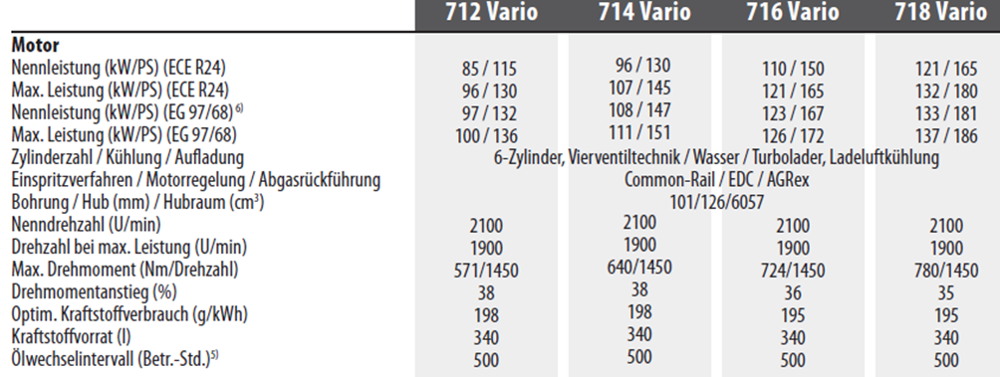 712 Vario 714 Vario 716 Vario 718 Vario
Motor
Nennleistung (kW/PS) (ECE R24) 85 / 115 96 / 130 110 / 150 121 / 165
Max. Leistung (kW/PS) (ECE R24) 96 / 130 107 / 145 121 / 165 132 / 180
Nennleistung (kW/PS) (EG 97/68) 6) 97 / 132 108 / 147 123 / 167 133 / 181
Max. Leistung (kW/PS) (EG 97/68) 100 / 136 111 / 151 126 / 172 137 / 186
Zylinderzahl / Kühlung / Aufladung 6-Zylinder, Vierventiltechnik / Wasser / Turbolader, Ladeluftkühlung
Einspritzverfahren / Motorregelung / Abgasrückführung Common-Rail / EDC / AGRex
Bohrung / Hub (mm) / Hubraum (cm³) 101/126/6057
Nenndrehzahl (U/min) 2100 2100 2100 2100
Drehzahl bei max. Leistung (U/min) 1900 1900 1900 1900
Max. Drehmoment (Nm/Drehzahl) 571/1450 640/1450 724/1450 780/1450
Drehmomentanstieg (%) 38 38 36 35
Optim. Kraftstoffverbrauch (g/kWh) 198 198 195 195
Kraftstoffvorrat (l) 340 340 340 340
Ölwechselintervall (Betr.-Std.)5) 500 500 500 500